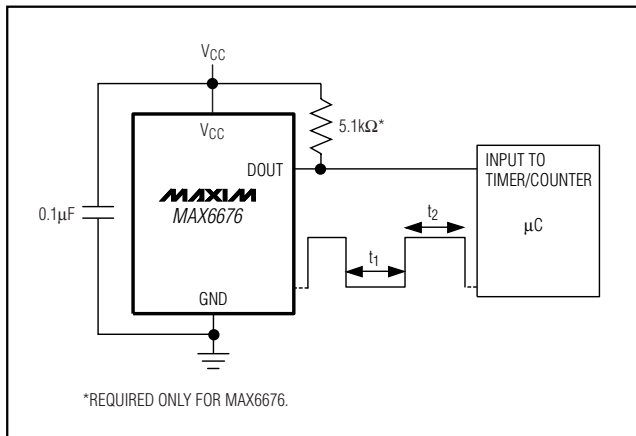 VCC
VCC
5.1kΩ*
DOUT
INPUT TO
TIMER/COUNTER
MAXIM
MAX6676
0.1µF
µC
t2
t1
GND
*REQUIRED ONLY FOR MAX6676.